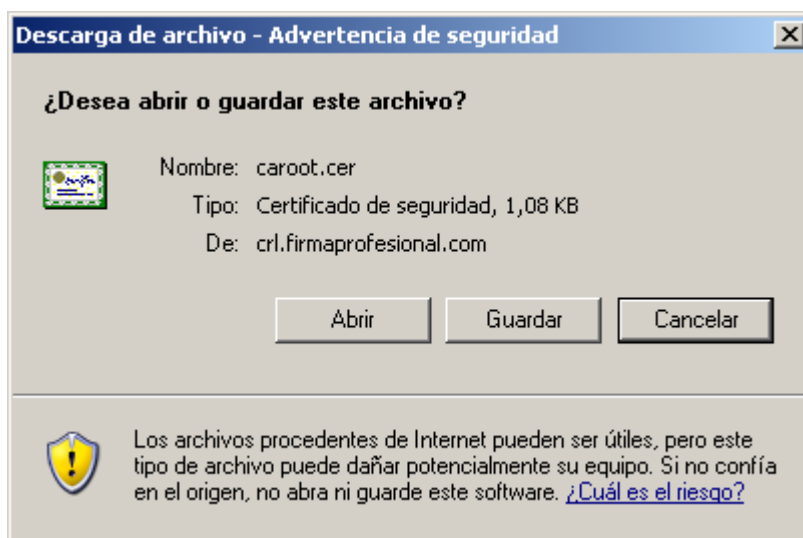 Descarga de archivo - Advertencia de seguridad
¿Desea abrir o guardar este archivo?
Nombre: caroot.cer
Tipo: Certificado de seguridad, 1,08 KB
De: crl.firmaprofesional.com
Abrir Guardar Cancelar
Los archivos procedentes de Internet pueden ser útiles, pero este
tipo de archivo puede dañar potencialmente su equipo. Si no confía
en el origen, no abra ni guarde este software. ¿Cuál es el riesgo?